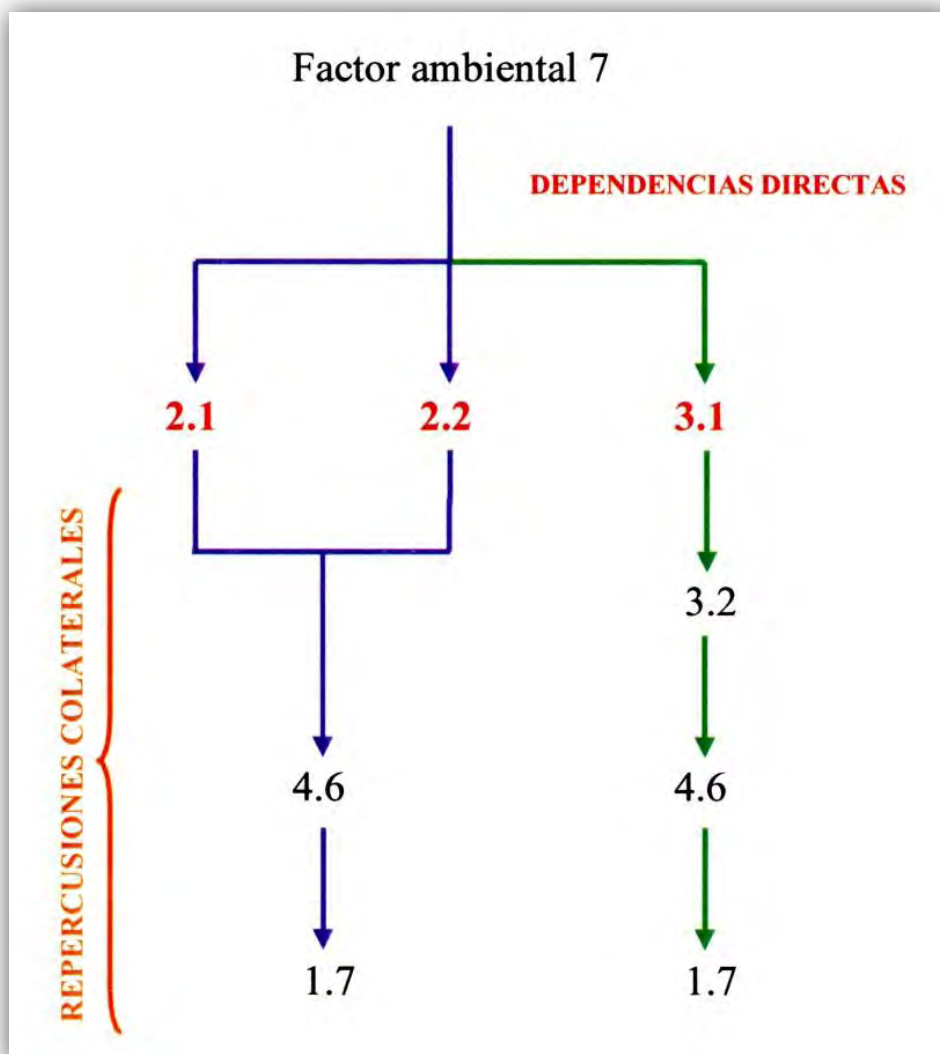 Factor ambiental 7
DEPENDENCIAS DIRECTAS
2.1
2.2
3.1
REPERCUSIONES COLATERALES
3.2
4.6
4.6
1.7
1.7